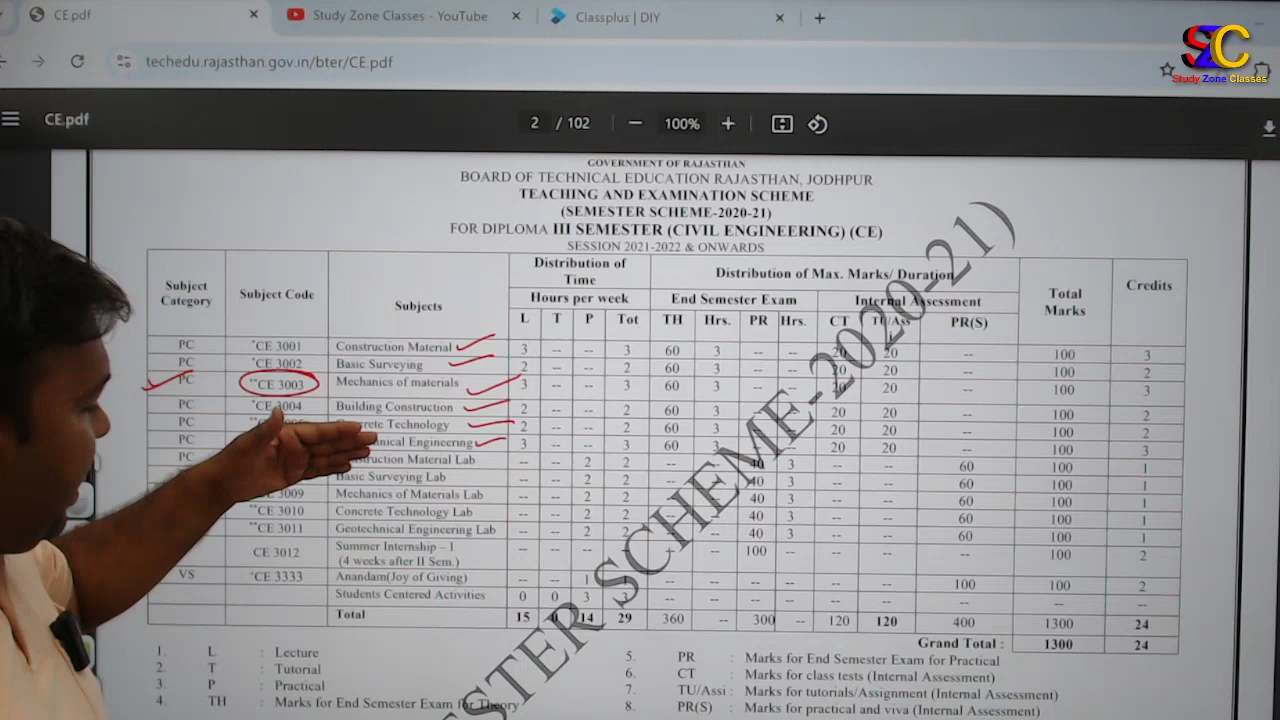 CE.pdf
Study Zone Classes - YouTube
Classplus | DIY
techedu.rajasthan.gov.in/bter/CE.pdf
SZC
Study Zone Classes
CE.pdf
2 / 102
100%
GOVERNMENT OF RAJASTHAN
BOARD OF TECHNICAL EDUCATION RAJASTHAN, JODHPUR
TEACHING AND EXAMINATION SCHEME
(SEMESTER SCHEME-2020-21)
FOR DIPLOMA III SEMESTER (CIVIL ENGINEERING) (CE)
SESSION 2021-2022 & ONWARDS
Subject Category Subject Code Subjects Distribution of Time Distribution of Max. Marks/ Duration Total Marks Credits
Hours per week End Semester Exam Internal Assessment
L T P Tot TH Hrs. PR Hrs. CT TU/Ass PR(S)
PC *CE 3001 Construction Material 3 -- -- 3 60 3 -- -- 20 20 -- 100 3
PC *CE 3002 Basic Surveying 2 -- -- 2 60 3 -- -- 20 20 -- 100 2
PC **CE 3003 Mechanics of materials 3 -- -- 3 60 3 -- -- 20 20 -- 100 3
PC *CE 3004 Building Construction 2 -- -- 2 60 3 -- -- 20 20 -- 100 2
PC Technology 2 -- -- 2 60 3 -- -- 20 20 -- 100 2
PC Engineering 3 -- -- 3 60 3 -- -- 20 20 -- 100 3
PC Material Lab -- -- 2 2 -- -- 40 3 -- -- 60 100 1
Basic Surveying Lab -- -- 2 2 -- -- 40 3 -- -- 60 100 1
3009 Mechanics of Materials Lab -- -- 2 2 -- -- 40 3 -- -- 60 100 1
**CE 3010 Concrete Technology Lab -- -- 2 2 -- -- 40 3 -- -- 60 100 1
**CE 3011 Geotechnical Engineering Lab -- -- 2 2 -- -- 40 3 -- -- 60 100 1
CE 3012 Summer Internship – I (4 weeks after II Sem.) -- -- -- -- -- -- 100 -- -- -- 100 2
VS *CE 3333 Anandam(Joy of Giving) -- -- 1 -- -- -- -- -- -- 100 100 2
Students Centered Activities 0 0 3 3 -- -- -- -- -- -- -- -- --
Total 15 0 14 29 360 -- 300 -- 120 120 400 1300 24
Grand Total : 1300 24
1. L : Lecture
2. T : Tutorial
3. P : Practical
4. TH : Marks for End Semester Exam for Theory
5. PR : Marks for End Semester Exam for Practical
6. CT : Marks for class tests (Internal Assessment)
7. TU/Assi : Marks for tutorials/Assignment (Internal Assessment)
8. PR(S) : Marks for practical and viva (Internal Assessment)
STER SCHEME-2020-21)